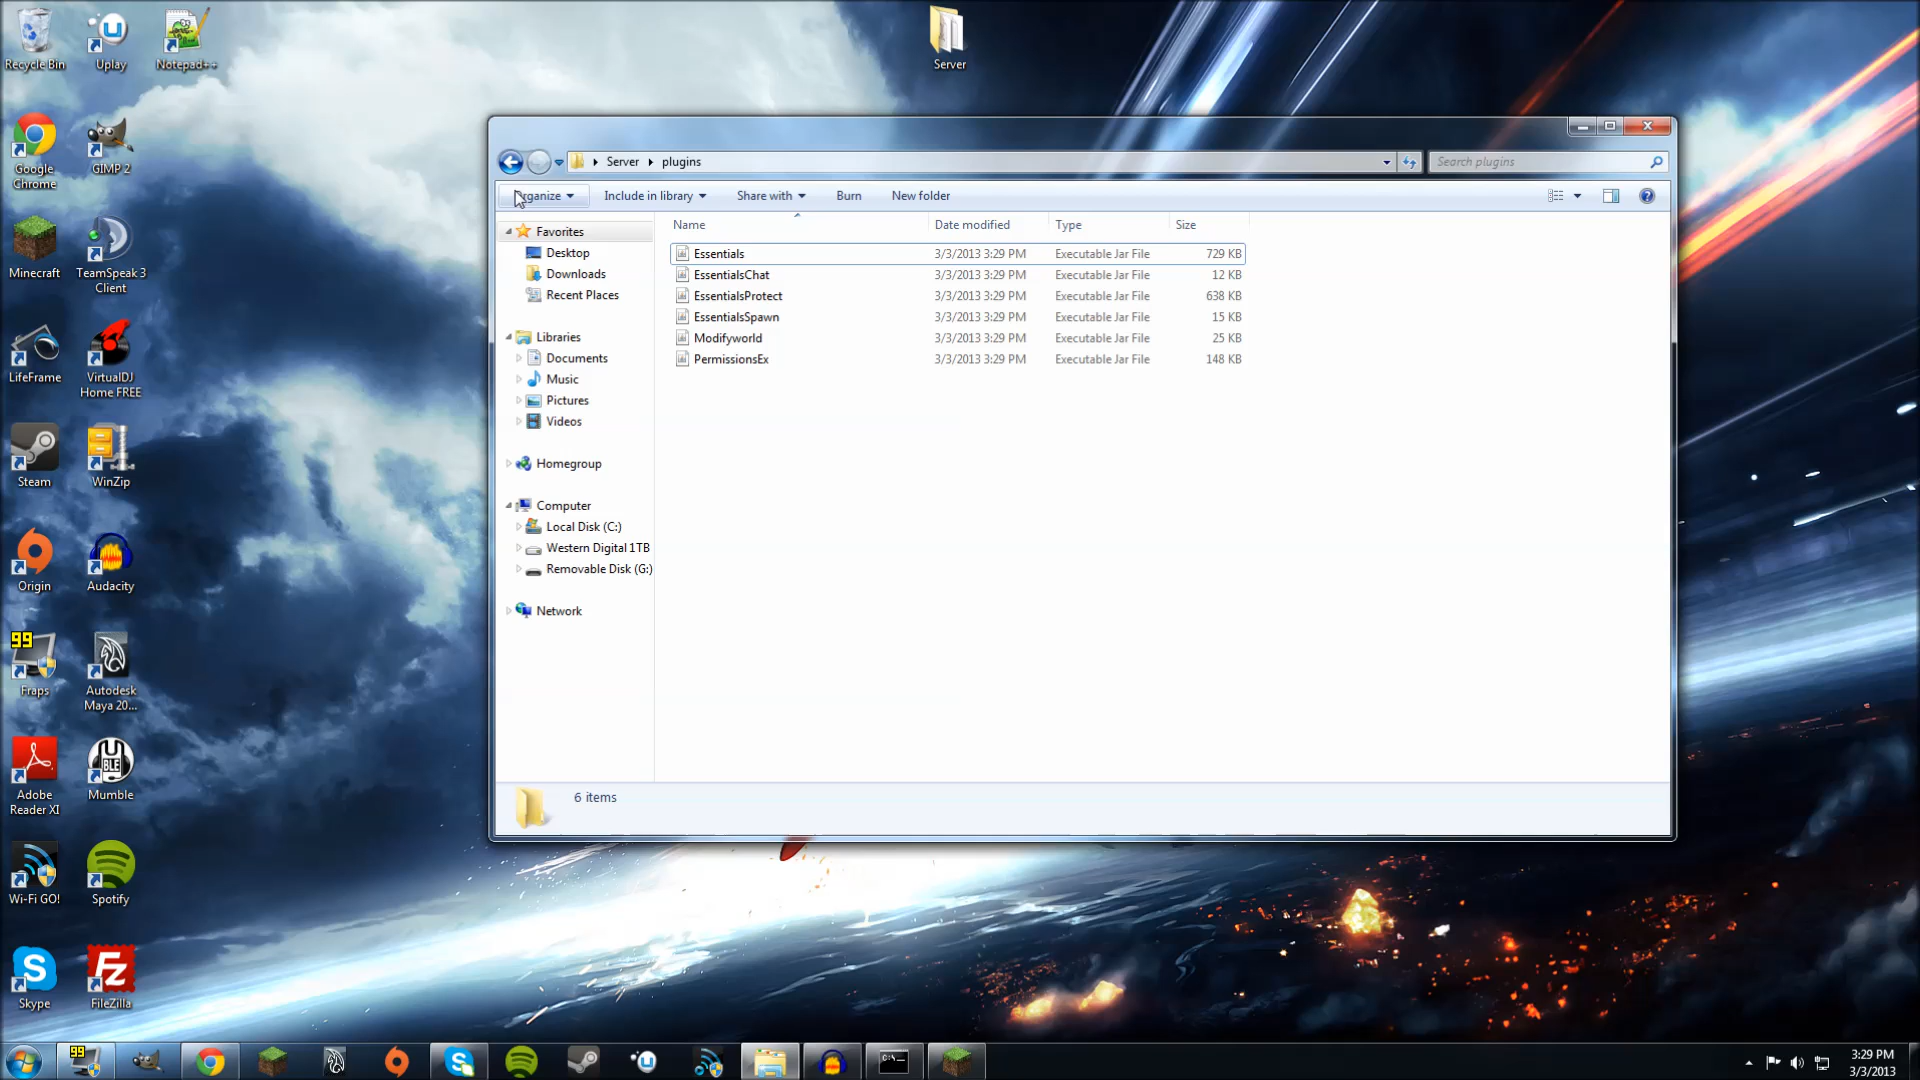 Recycle Bin
Uplay
Notepad++
Server
Google
Chrome
GIMP 2
Minecraft
TeamSpeak 3
Client
LifeFrame
VirtualDJ
Home FREE
Steam
WinZip
Origin
Audacity
99
Fraps
Autodesk
Maya 20...
Adobe
Reader XI
BLE
Mumble
Wi-Fi GO!
Spotify
Skype
FileZilla
Server
plugins
Search plugins
Include in library
Share with
Burn
New folder
Favorites
Desktop
Downloads
Recent Places
Libraries
Documents
Music
Pictures
Videos
Homegroup
Computer
Local Disk (C:)
Western Digital 1TB
Removable Disk (G:)
Network
Name Date modified Type Size
Essentials 3/3/2013 3:29 PM Executable Jar File 729 KB
EssentialsChat 3/3/2013 3:29 PM Executable Jar File 12 KB
EssentialsProtect 3/3/2013 3:29 PM Executable Jar File 638 KB
EssentialsSpawn 3/3/2013 3:29 PM Executable Jar File 15 KB
Modifyworld 3/3/2013 3:29 PM Executable Jar File 25 KB
PermissionsEx 3/3/2013 3:29 PM Executable Jar File 148 KB
6 items
99
3:29 PM
3/3/2013